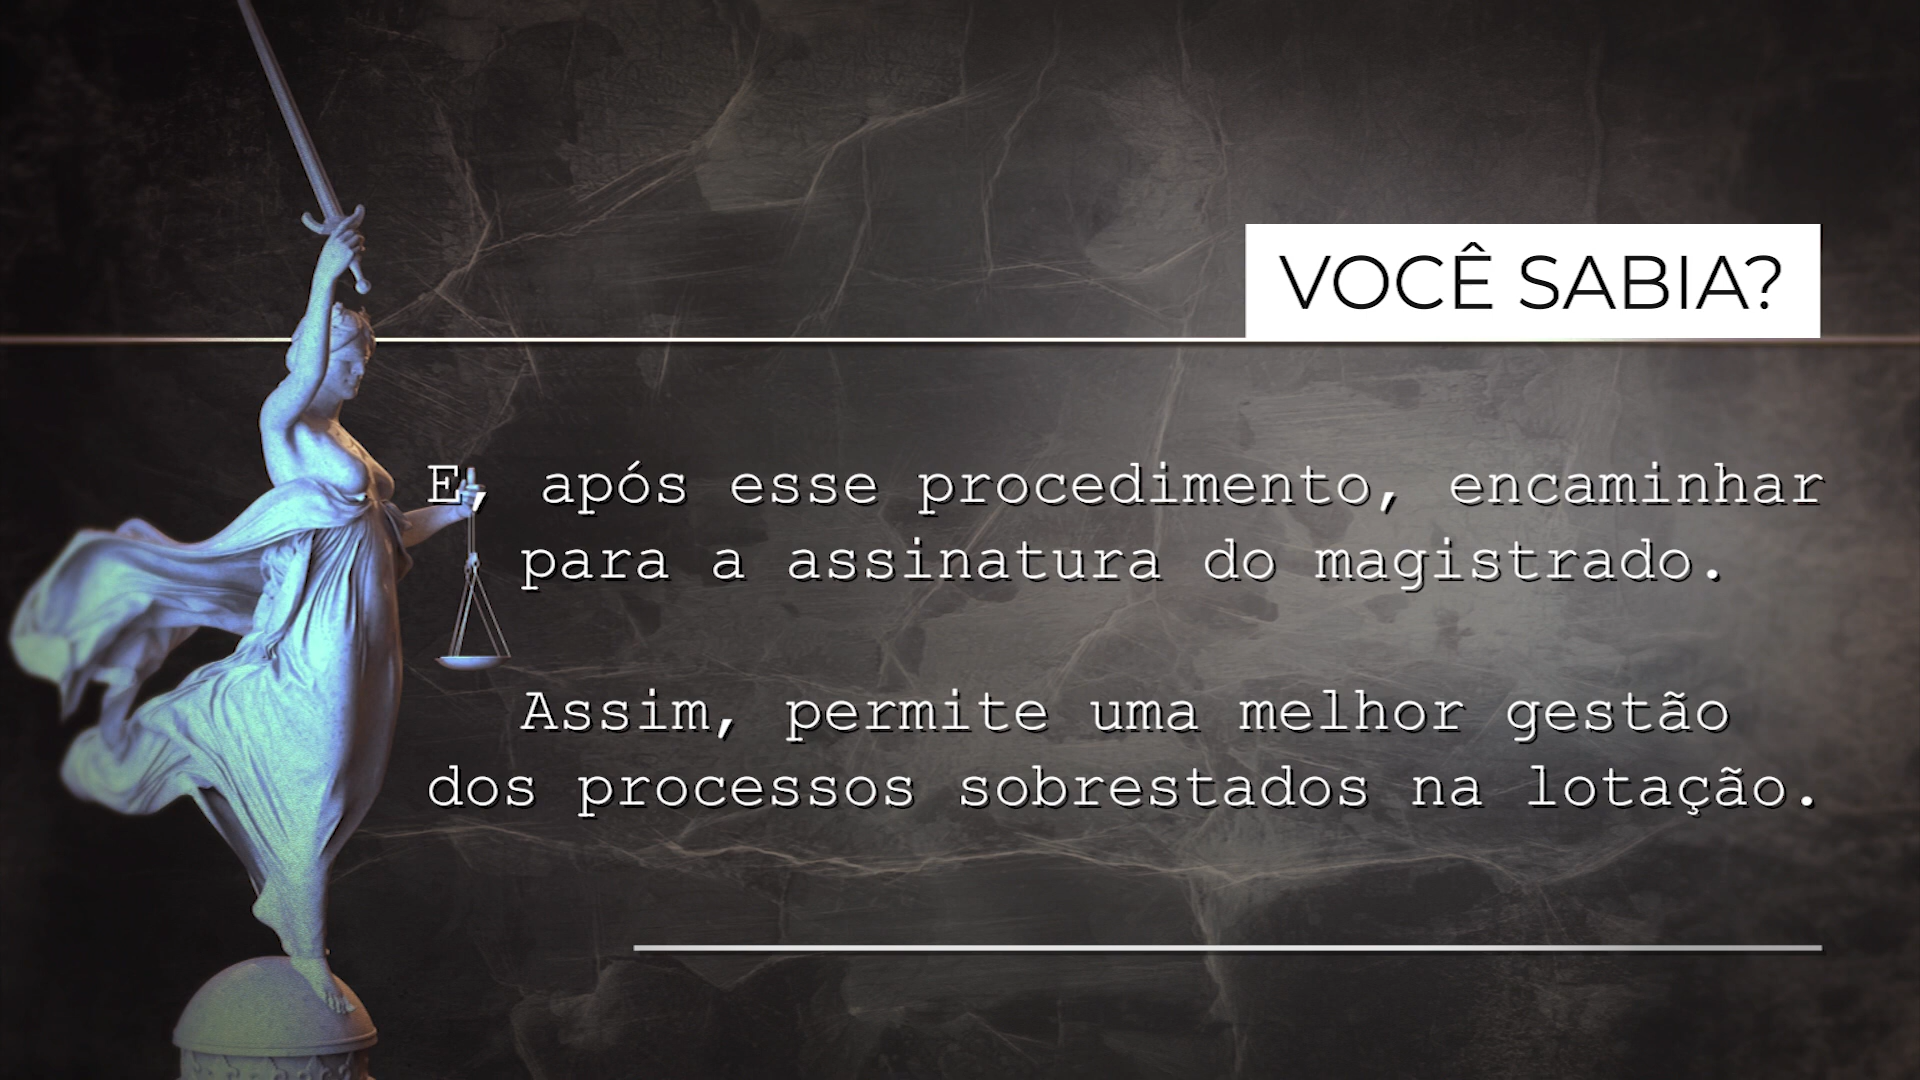 VOCÊ SABIA?
E, após esse procedimento, encaminhar
para a assinatura do magistrado.
Assim, permite uma melhor gestão
dos processos sobrestados na lotação.